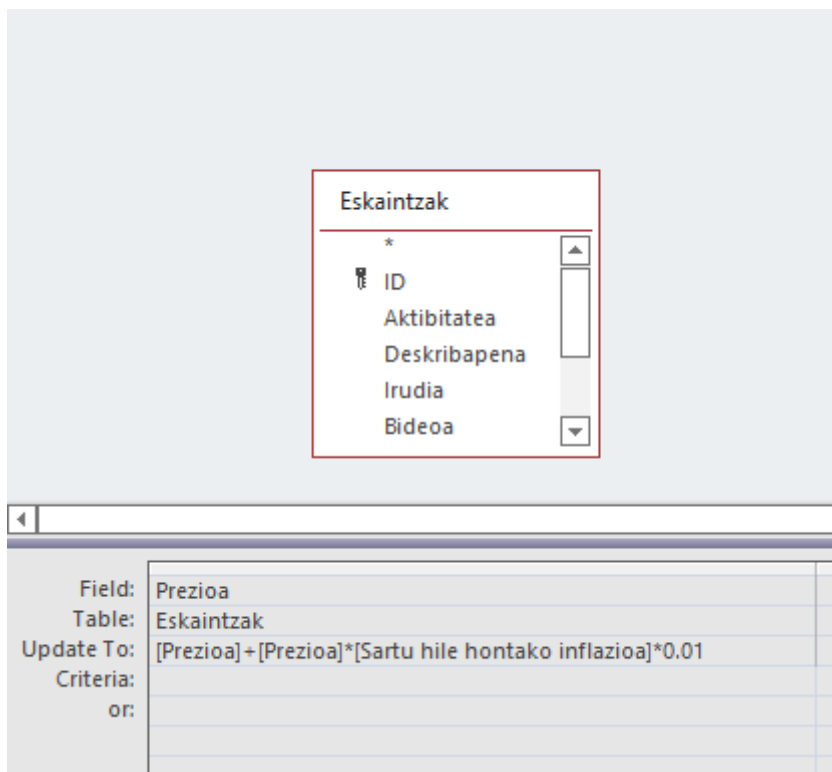 Eskaintzak
*
ID
Aktibitatea
Deskribapena
Irudia
Bideoa
Field: Prezioa
Table: Eskaintzak
Update To: [Prezioa]+[Prezioa]*[Sartu hile hontako inflazioa]*0.01
Criteria:
or: